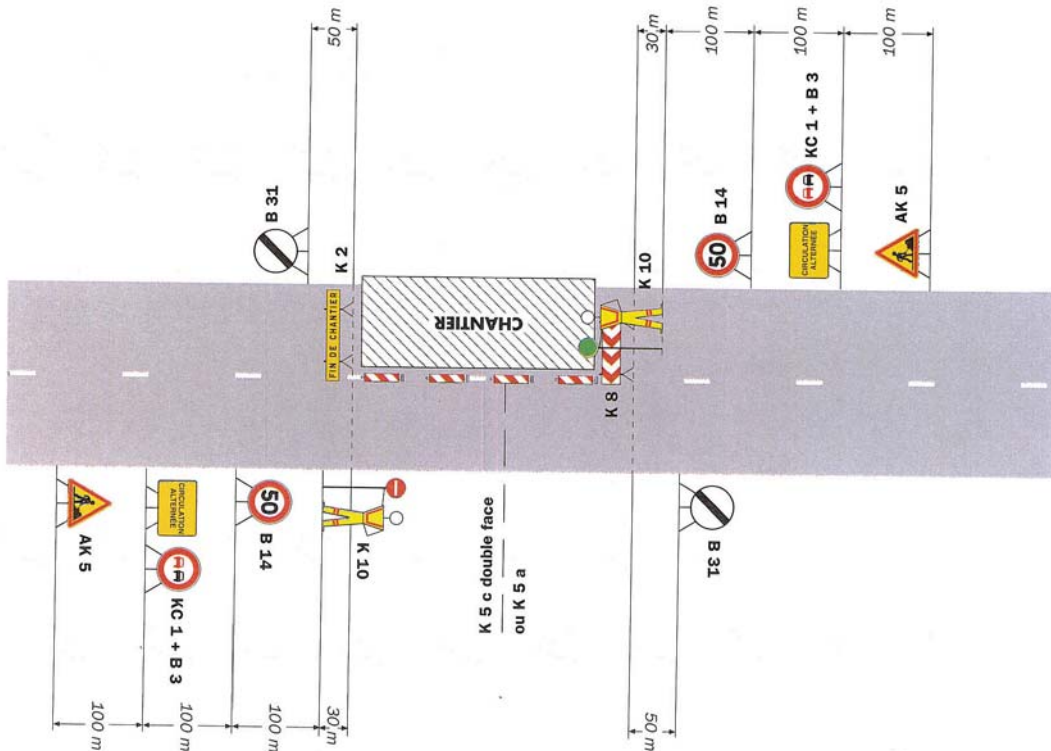 50 m
30 m
100 m
100 m
100 m
B 31
K 2
K 10
B 14
KC 1 + B 3
AK 5
50
CIRCULATION
ALTERNÉE
FIN DE CHANTIER
CHANTIER
K 8
AK 5
CIRCULATION
ALTERNÉE
KC 1 + B 3
50
B 14
K 10
K 5 c double face
ou K 5 a
B 31
100 m
100 m
100 m
30 m
50 m